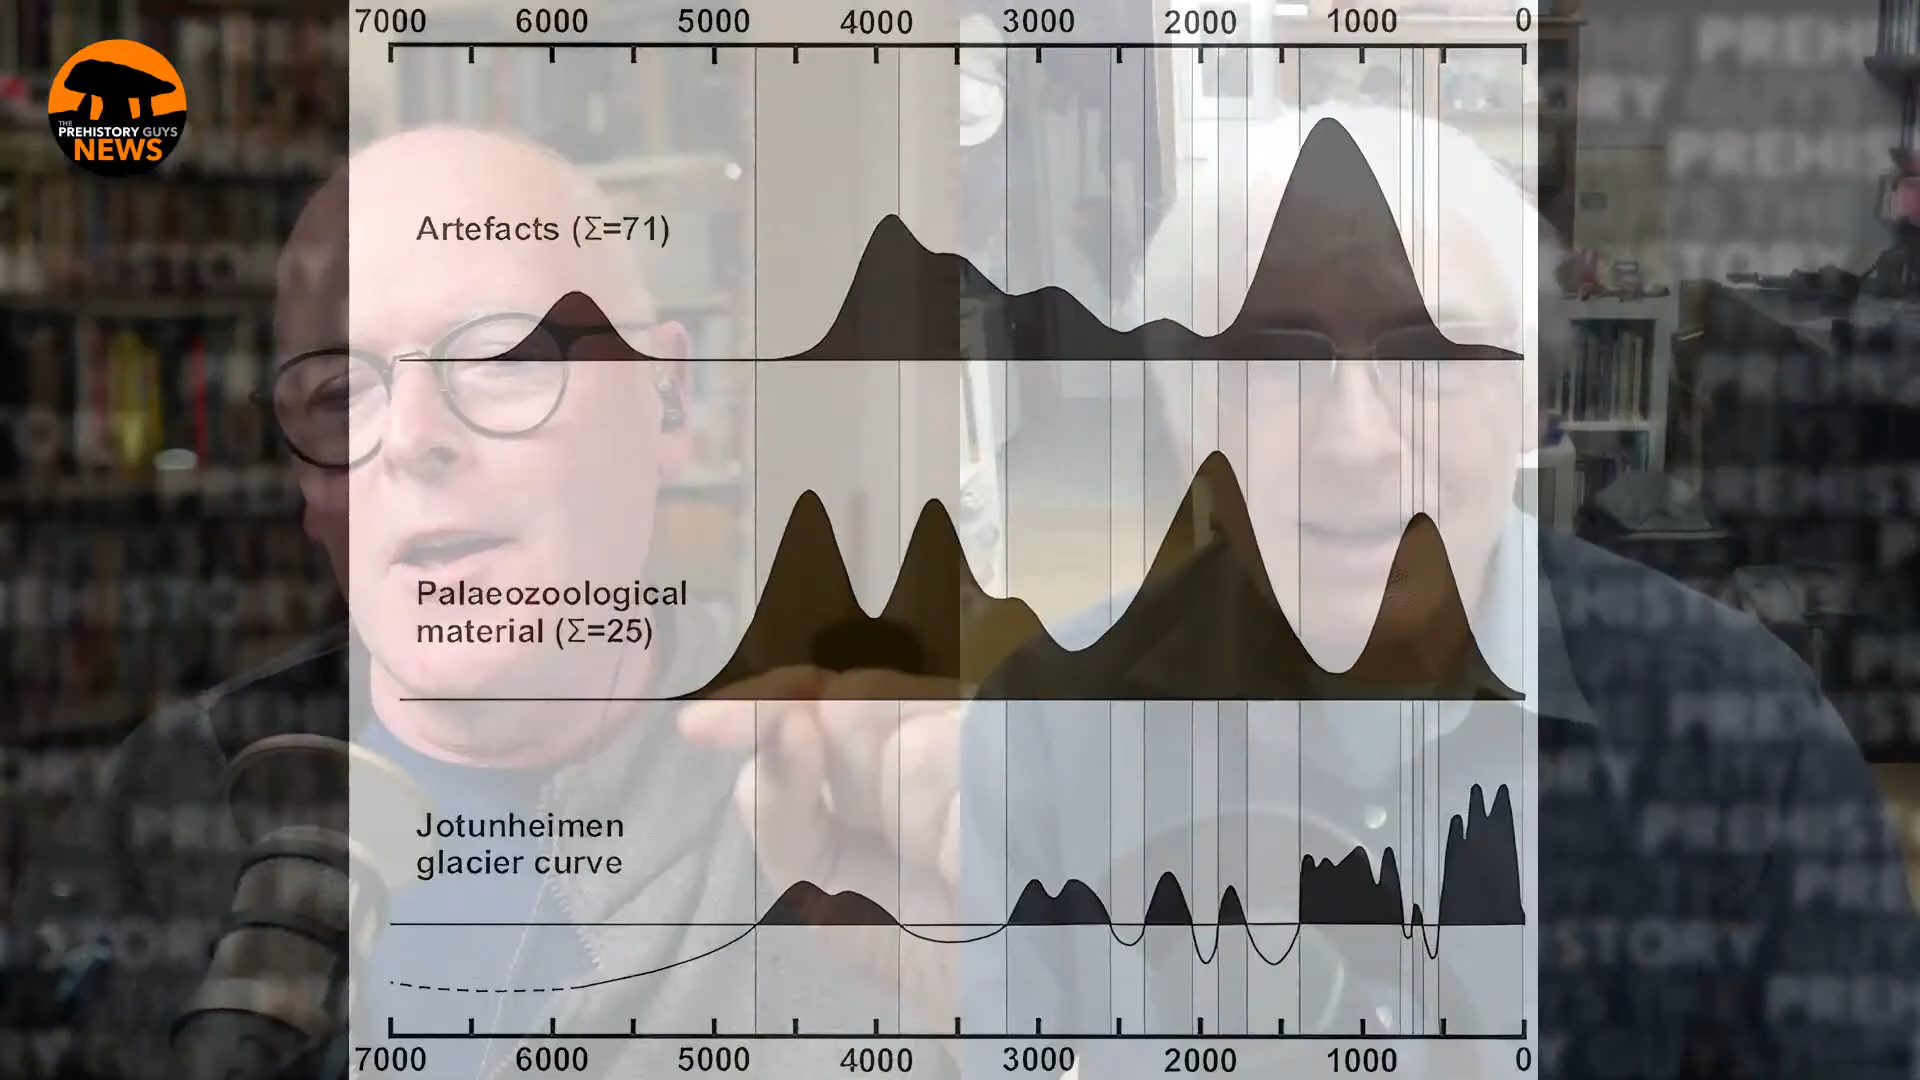 7000 6000 5000 4000 3000 2000 1000 0
THE
PREHISTORY GUYS
NEWS
Artefacts (Σ=71)
Palaeozoological
material (Σ=25)
Jotunheimen
glacier curve
7000 6000 5000 4000 3000 2000 1000 0
STORY